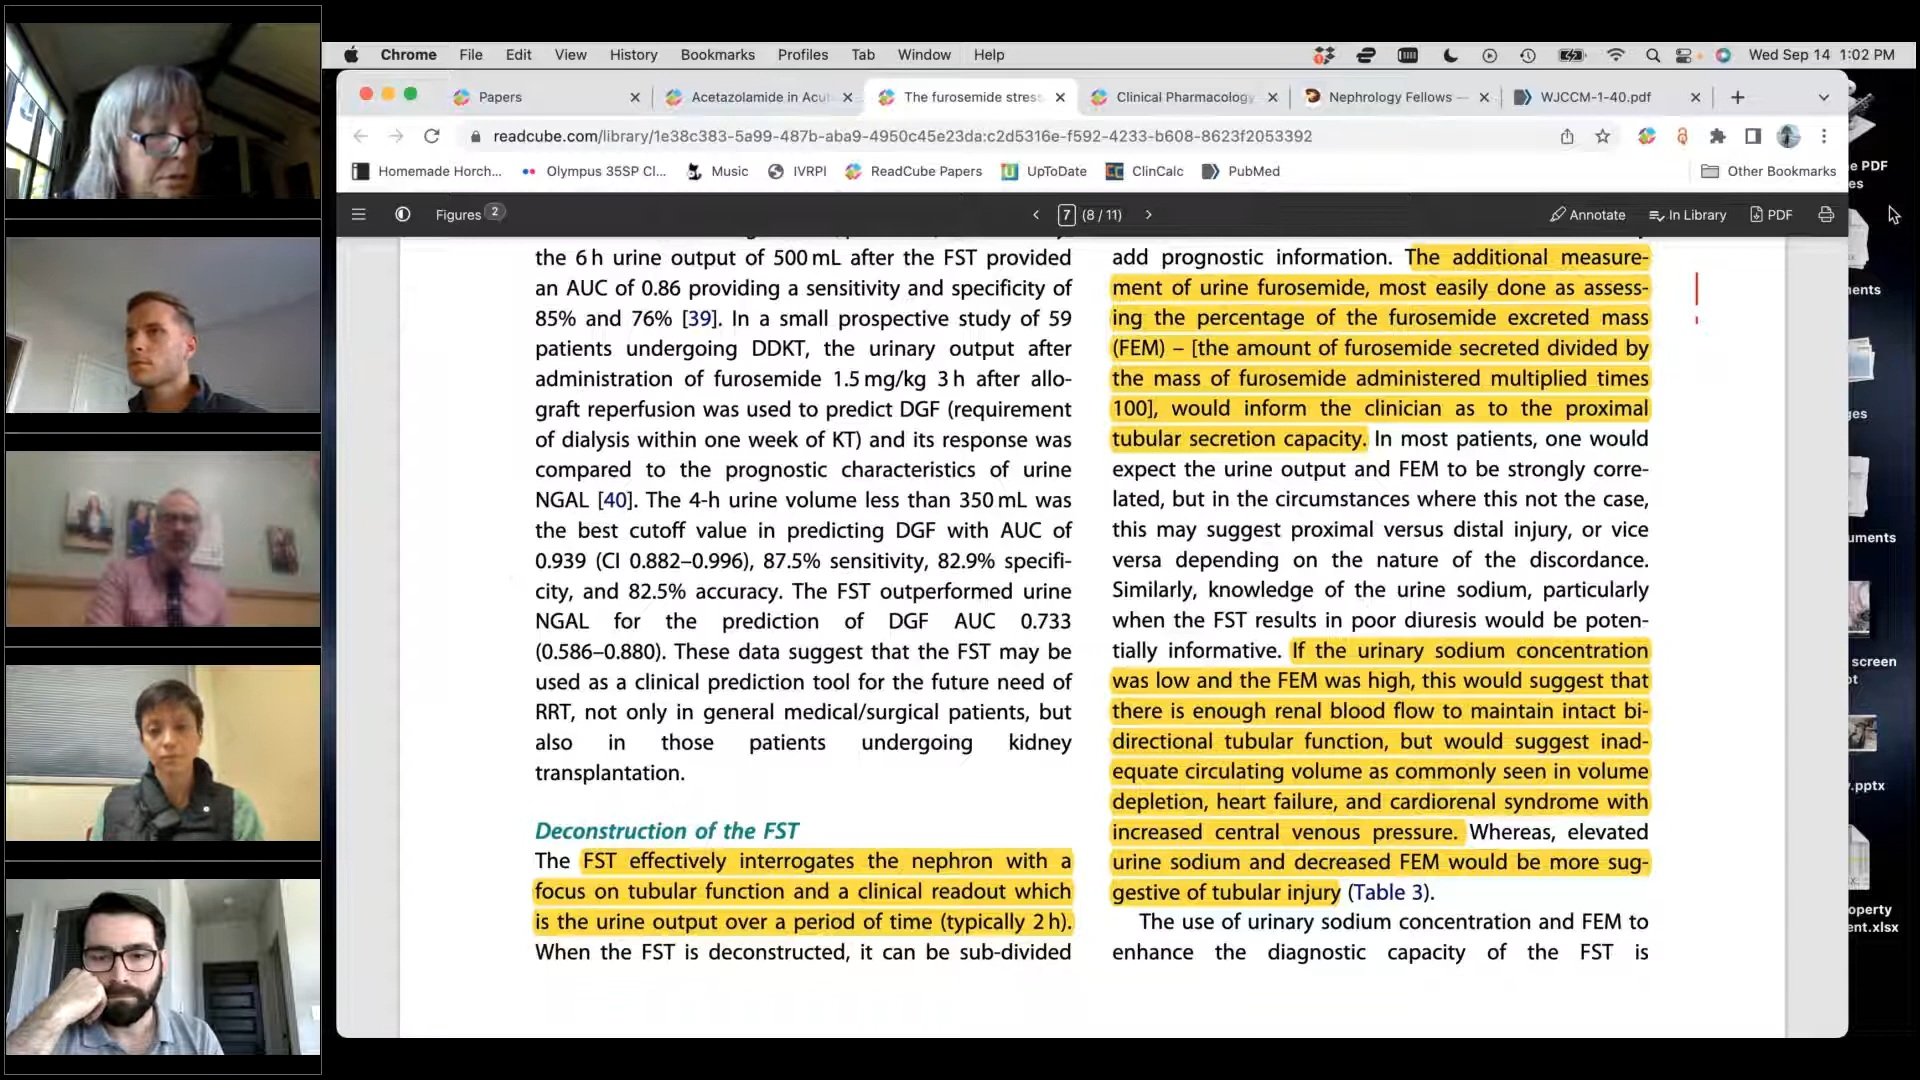 Chrome File Edit View History Bookmarks Profiles Tab Window Help Wed Sep 14 1:02 PM
Papers Acetazolamide in Acut The furosemide stress Clinical Pharmacology Nephrology Fellows — WJCCM-1-40.pdf
readcube.com/library/1e38c383-5a99-487b-aba9-4950c45e23da:c2d5316e-f592-4233-b608-8623f2053392
Homemade Horch... Olympus 35SP Cl... Music IVRPI ReadCube Papers UpToDate ClinCalc PubMed Other Bookmarks
Figures 2 7 (8 / 11) Annotate In Library PDF
the 6 h urine output of 500 mL after the FST provided
an AUC of 0.86 providing a sensitivity and specificity of
85% and 76% [39]. In a small prospective study of 59
patients undergoing DDKT, the urinary output after
administration of furosemide 1.5 mg/kg 3 h after allo-
graft reperfusion was used to predict DGF (requirement
of dialysis within one week of KT) and its response was
compared to the prognostic characteristics of urine
NGAL [40]. The 4-h urine volume less than 350 mL was
the best cutoff value in predicting DGF with AUC of
0.939 (CI 0.882–0.996), 87.5% sensitivity, 82.9% specifi-
city, and 82.5% accuracy. The FST outperformed urine
NGAL for the prediction of DGF AUC 0.733
(0.586–0.880). These data suggest that the FST may be
used as a clinical prediction tool for the future need of
RRT, not only in general medical/surgical patients, but
also in those patients undergoing kidney
transplantation.
Deconstruction of the FST
The FST effectively interrogates the nephron with a
focus on tubular function and a clinical readout which
is the urine output over a period of time (typically 2 h).
When the FST is deconstructed, it can be sub-divided
add prognostic information. The additional measure-
ment of urine furosemide, most easily done as assess-
ing the percentage of the furosemide excreted mass
(FEM) – [the amount of furosemide secreted divided by
the mass of furosemide administered multiplied times
100], would inform the clinician as to the proximal
tubular secretion capacity. In most patients, one would
expect the urine output and FEM to be strongly corre-
lated, but in the circumstances where this not the case,
this may suggest proximal versus distal injury, or vice
versa depending on the nature of the discordance.
Similarly, knowledge of the urine sodium, particularly
when the FST results in poor diuresis would be poten-
tially informative. If the urinary sodium concentration
was low and the FEM was high, this would suggest that
there is enough renal blood flow to maintain intact bi-
directional tubular function, but would suggest inad-
equate circulating volume as commonly seen in volume
depletion, heart failure, and cardiorenal syndrome with
increased central venous pressure. Whereas, elevated
urine sodium and decreased FEM would be more sug-
gestive of tubular injury (Table 3).
The use of urinary sodium concentration and FEM to
enhance the diagnostic capacity of the FST is
e PDF
es
ents
ges
uments
screen
ot
.pptx
operty
ent.xlsx